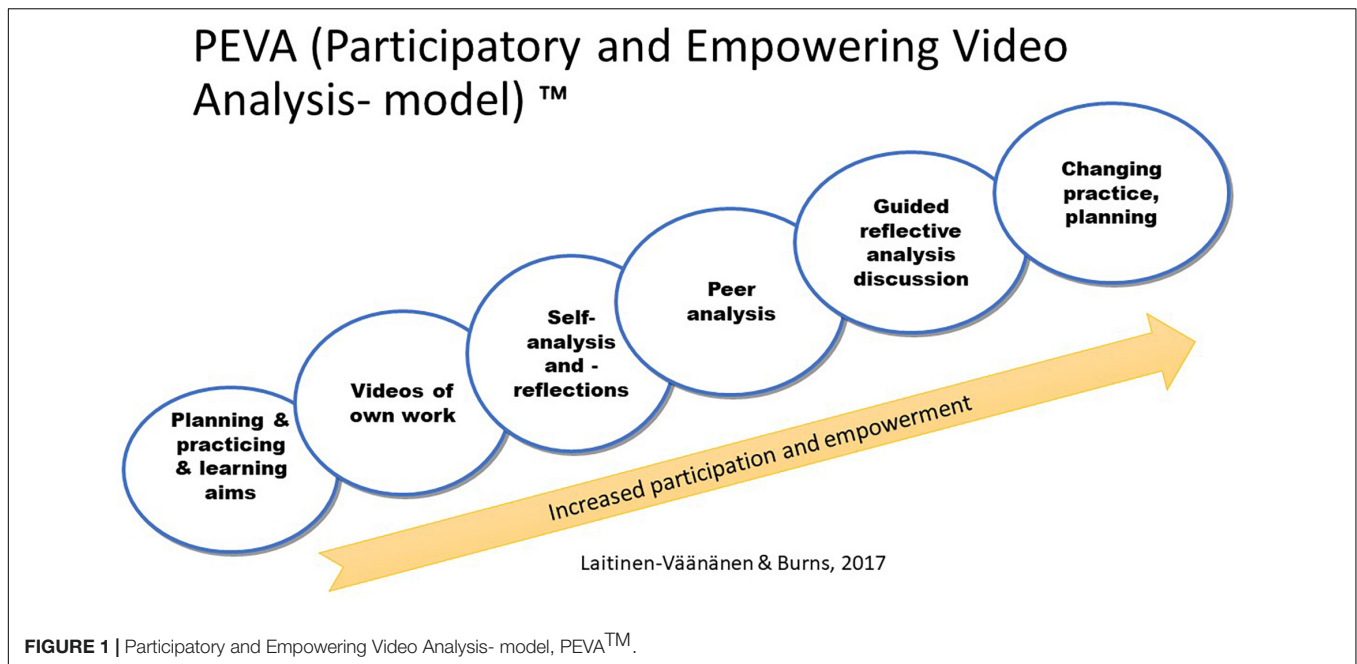 PEVA (Participatory and Empowering Video
Analysis- model) ™
Planning &
practicing
& learning
aims
Videos of
own work
Self-
analysis
and -
reflections
Peer
analysis
Guided
reflective
analysis
discussion
Changing
practice,
planning
Increased participation and empowerment
Laitinen-Väänänen & Burns, 2017
FIGURE 1 | Participatory and Empowering Video Analysis- model, PEVA™.